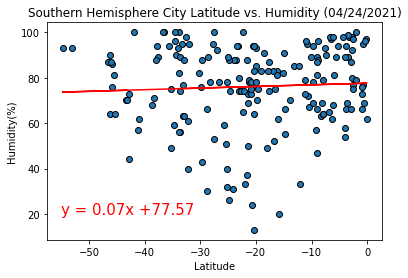 Southern Hemisphere City Latitude vs. Humidity (04/24/2021)
100
80
60
40
20
Humidity(%)
y = 0.07x +77.57
−50
−40
−30
−20
−10
0
Latitude